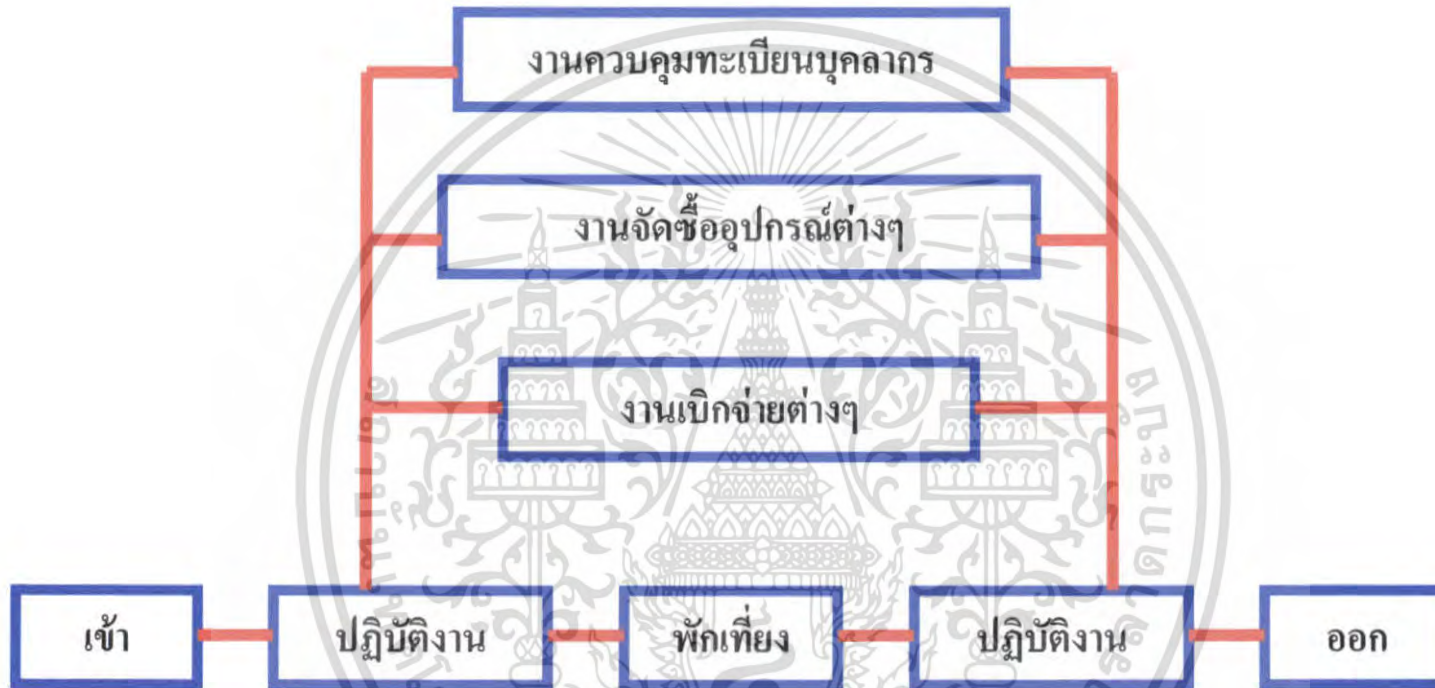 งานควบคุมทะเบียนบุคลากร
งานจัดซื้ออุปกรณ์ต่างๆ
งานเบิกจ่ายต่างๆ
เข้า ปฏิบัติงาน พักเที่ยง ปฏิบัติงาน ออก